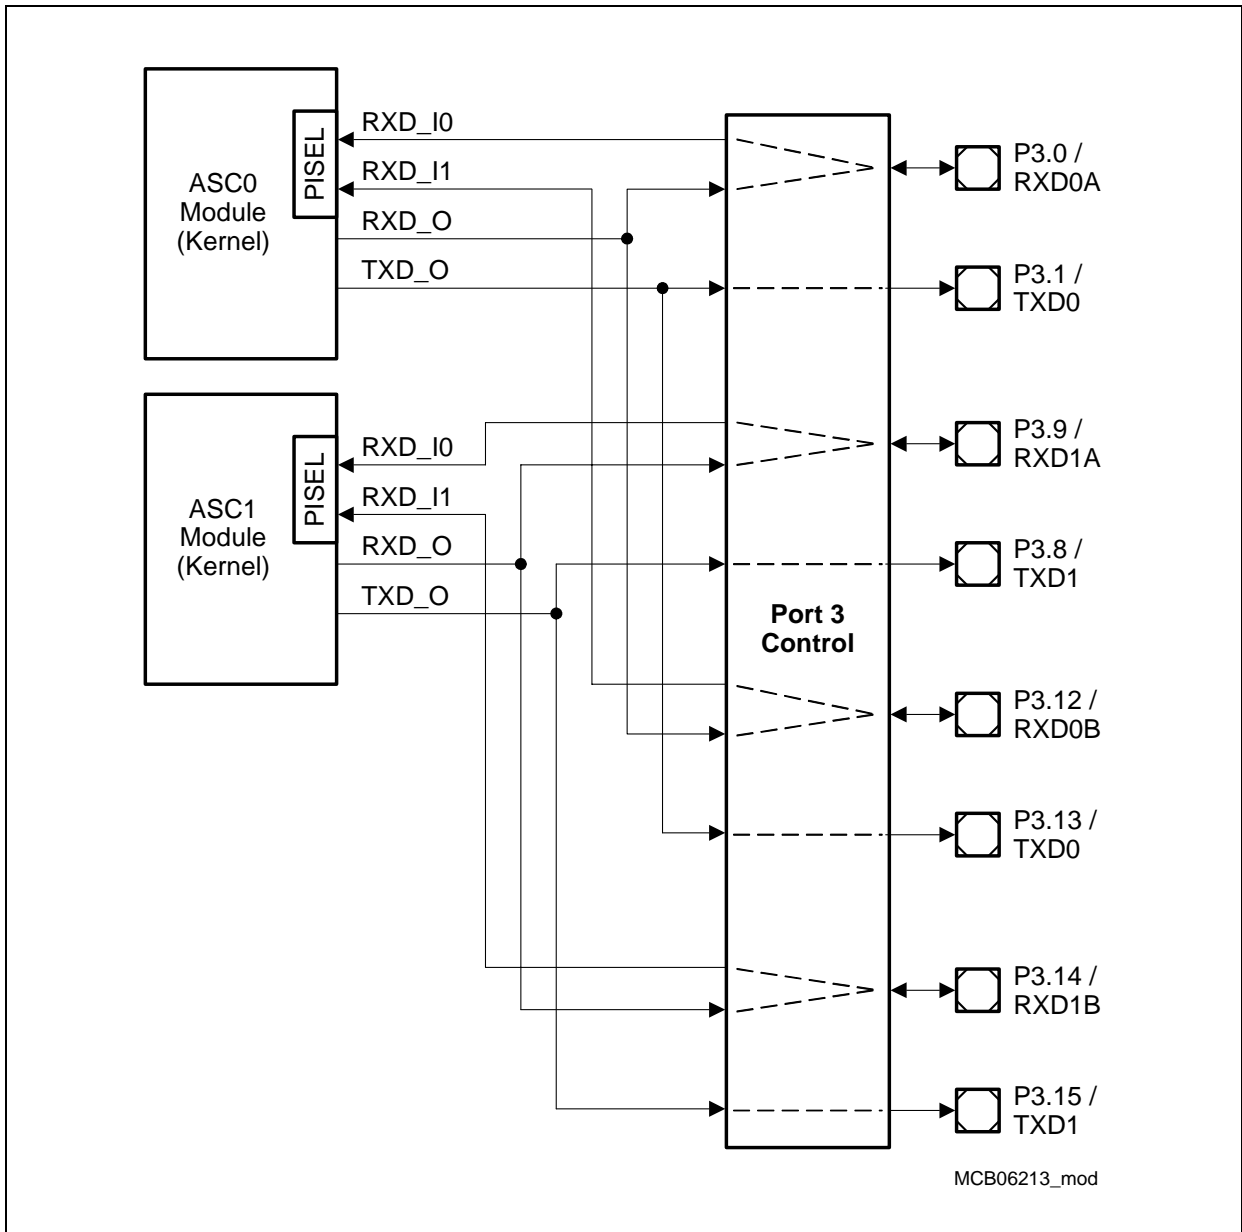 ASC0
Module
(Kernel)
PISEL
RXD_I0
RXD_I1
RXD_O
TXD_O
ASC1
Module
(Kernel)
PISEL
RXD_I0
RXD_I1
RXD_O
TXD_O
Port 3
Control
P3.0 /
RXD0A
P3.1 /
TXD0
P3.9 /
RXD1A
P3.8 /
TXD1
P3.12 /
RXD0B
P3.13 /
TXD0
P3.14 /
RXD1B
P3.15 /
TXD1
MCB06213_mod